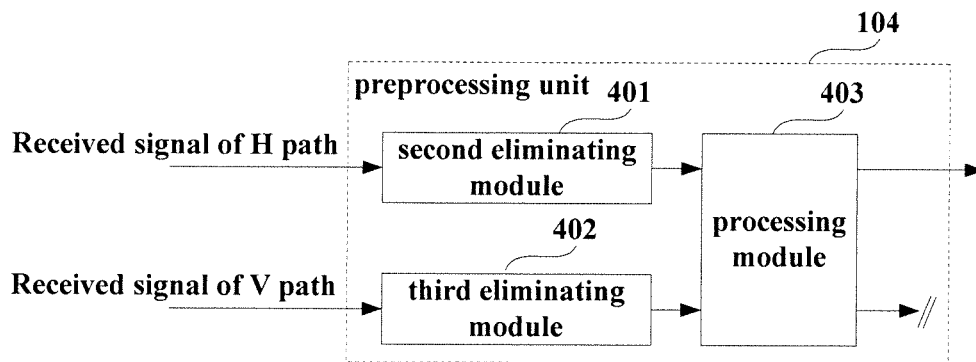 104
preprocessing unit
401
403
Received signal of H path
second eliminating
module
processing
module
402
Received signal of V path
third eliminating
module